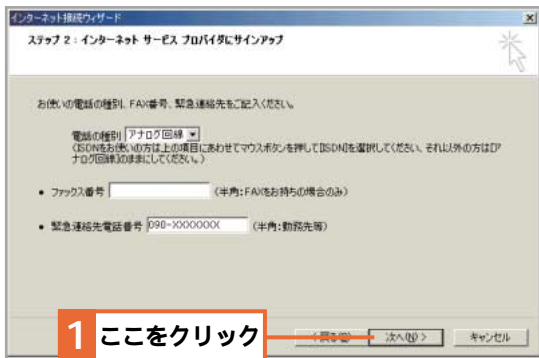 インターネット接続ウィザード
ステップ 2 : インターネット サービス プロバイダにサインアップ
お使いの電話の種別、FAX番号、緊急連絡先をご記入ください。
電話の種別 アナログ回線
(ISDNをお使いの方は上の項目にあわせてマウスボタンを押して[ISDN]を選択してください、それ以外の方は[ア
ナログ回線]のままにしてください。)
• ファックス番号 (半角:FAXをお持ちの場合のみ)
• 緊急連絡先電話番号 090-XXXXXXXX (半角:勤務先等)
1 ここをクリック
< 戻る(B) 次へ(N) > キャンセル